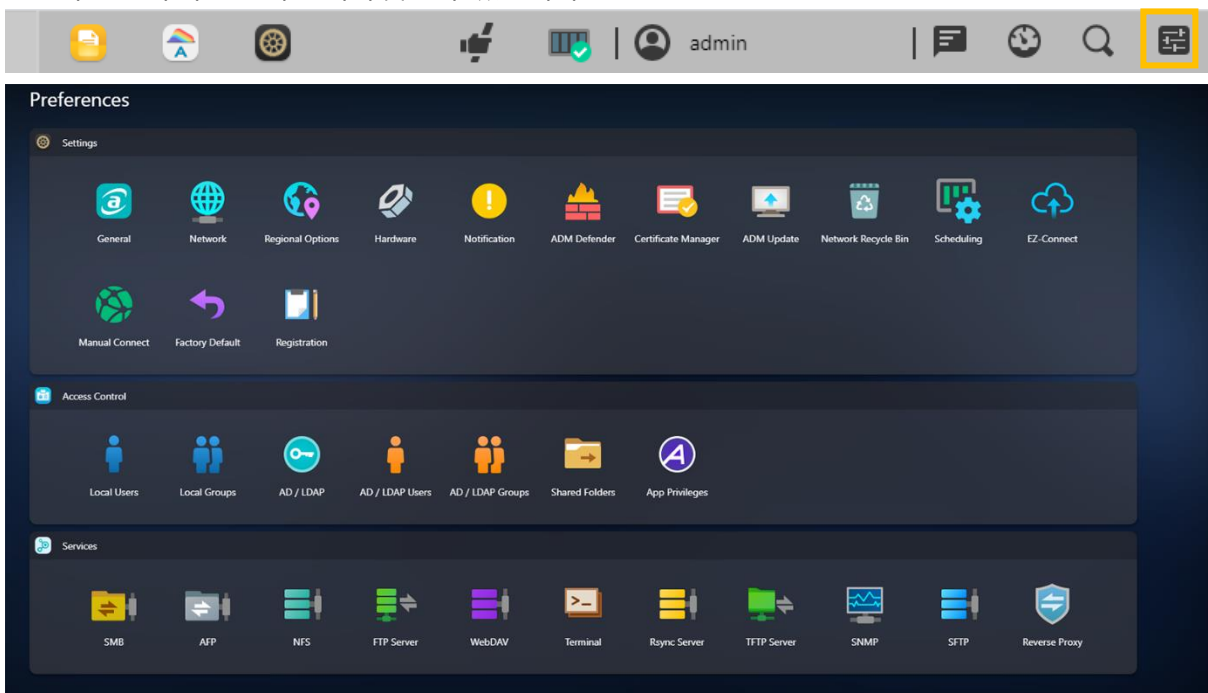 admin
Preferences
Settings
General Network Regional Options Hardware Notification ADM Defender Certificate Manager ADM Update Network Recycle Bin Scheduling EZ-Connect
Manual Connect Factory Default Registration
Access Control
Local Users Local Groups AD / LDAP AD / LDAP Users AD / LDAP Groups Shared Folders App Privileges
Services
SMB AFP NFS FTP Server WebDAV Terminal Rsync Server TFTP Server SNMP SFTP Reverse Proxy